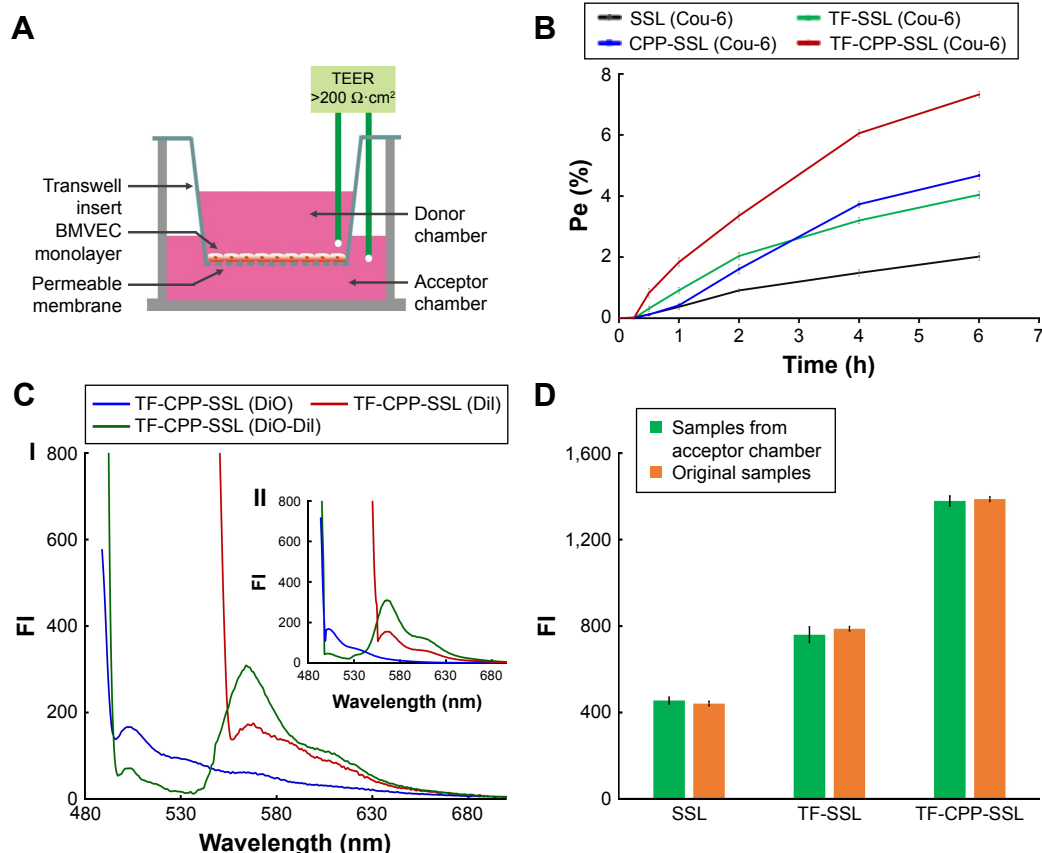 A
TEER
>200 Ω·cm²
Transwell
insert
BMVEC
monolayer
Permeable
membrane
Donor
chamber
Acceptor
chamber
B
SSL (Cou-6)
TF-SSL (Cou-6)
CPP-SSL (Cou-6)
TF-CPP-SSL (Cou-6)
8
6
4
2
0
Pe (%)
0 1 2 3 4 5 6 7
Time (h)
C
TF-CPP-SSL (DiO)
TF-CPP-SSL (DiI)
TF-CPP-SSL (DiO-DiI)
I
800
600
400
200
0
FI
480 530 580 630 680
Wavelength (nm)
II
800
600
400
200
0
FI
480 530 580 630 680
Wavelength (nm)
D
Samples from
acceptor chamber
Original samples
1,600
1,200
800
400
0
FI
SSL TF-SSL TF-CPP-SSL